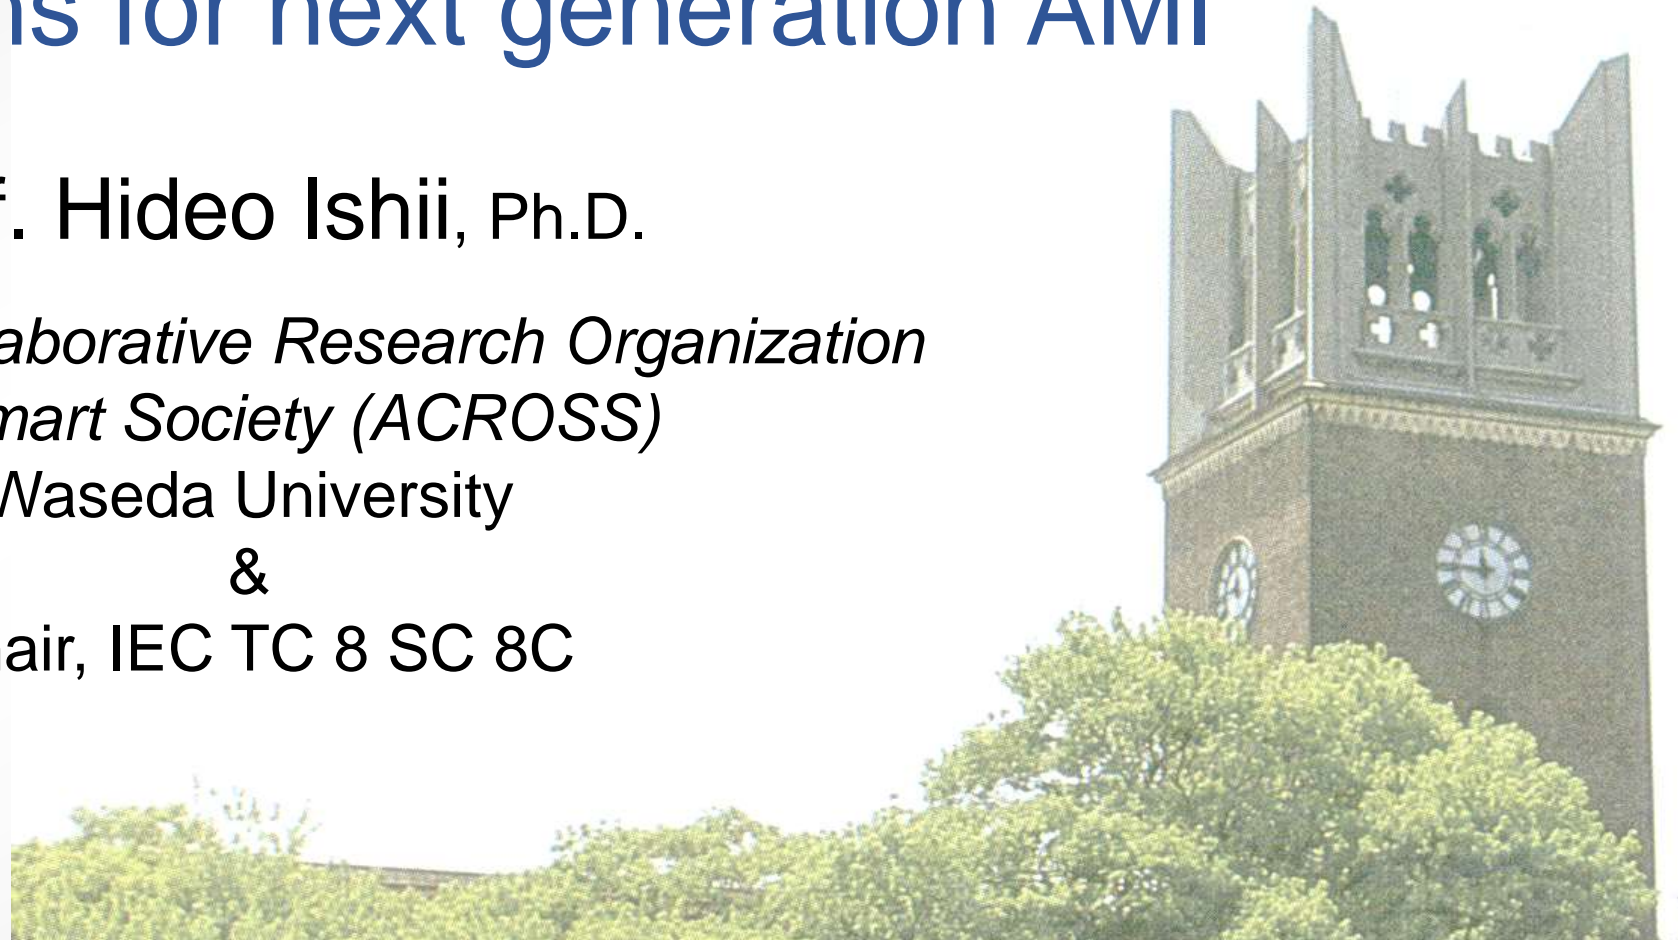 ns for next generation AMI
f. Hideo Ishii, Ph.D.
aborative Research Organization
mart Society (ACROSS)
Waseda University
&
air, IEC TC 8 SC 8C